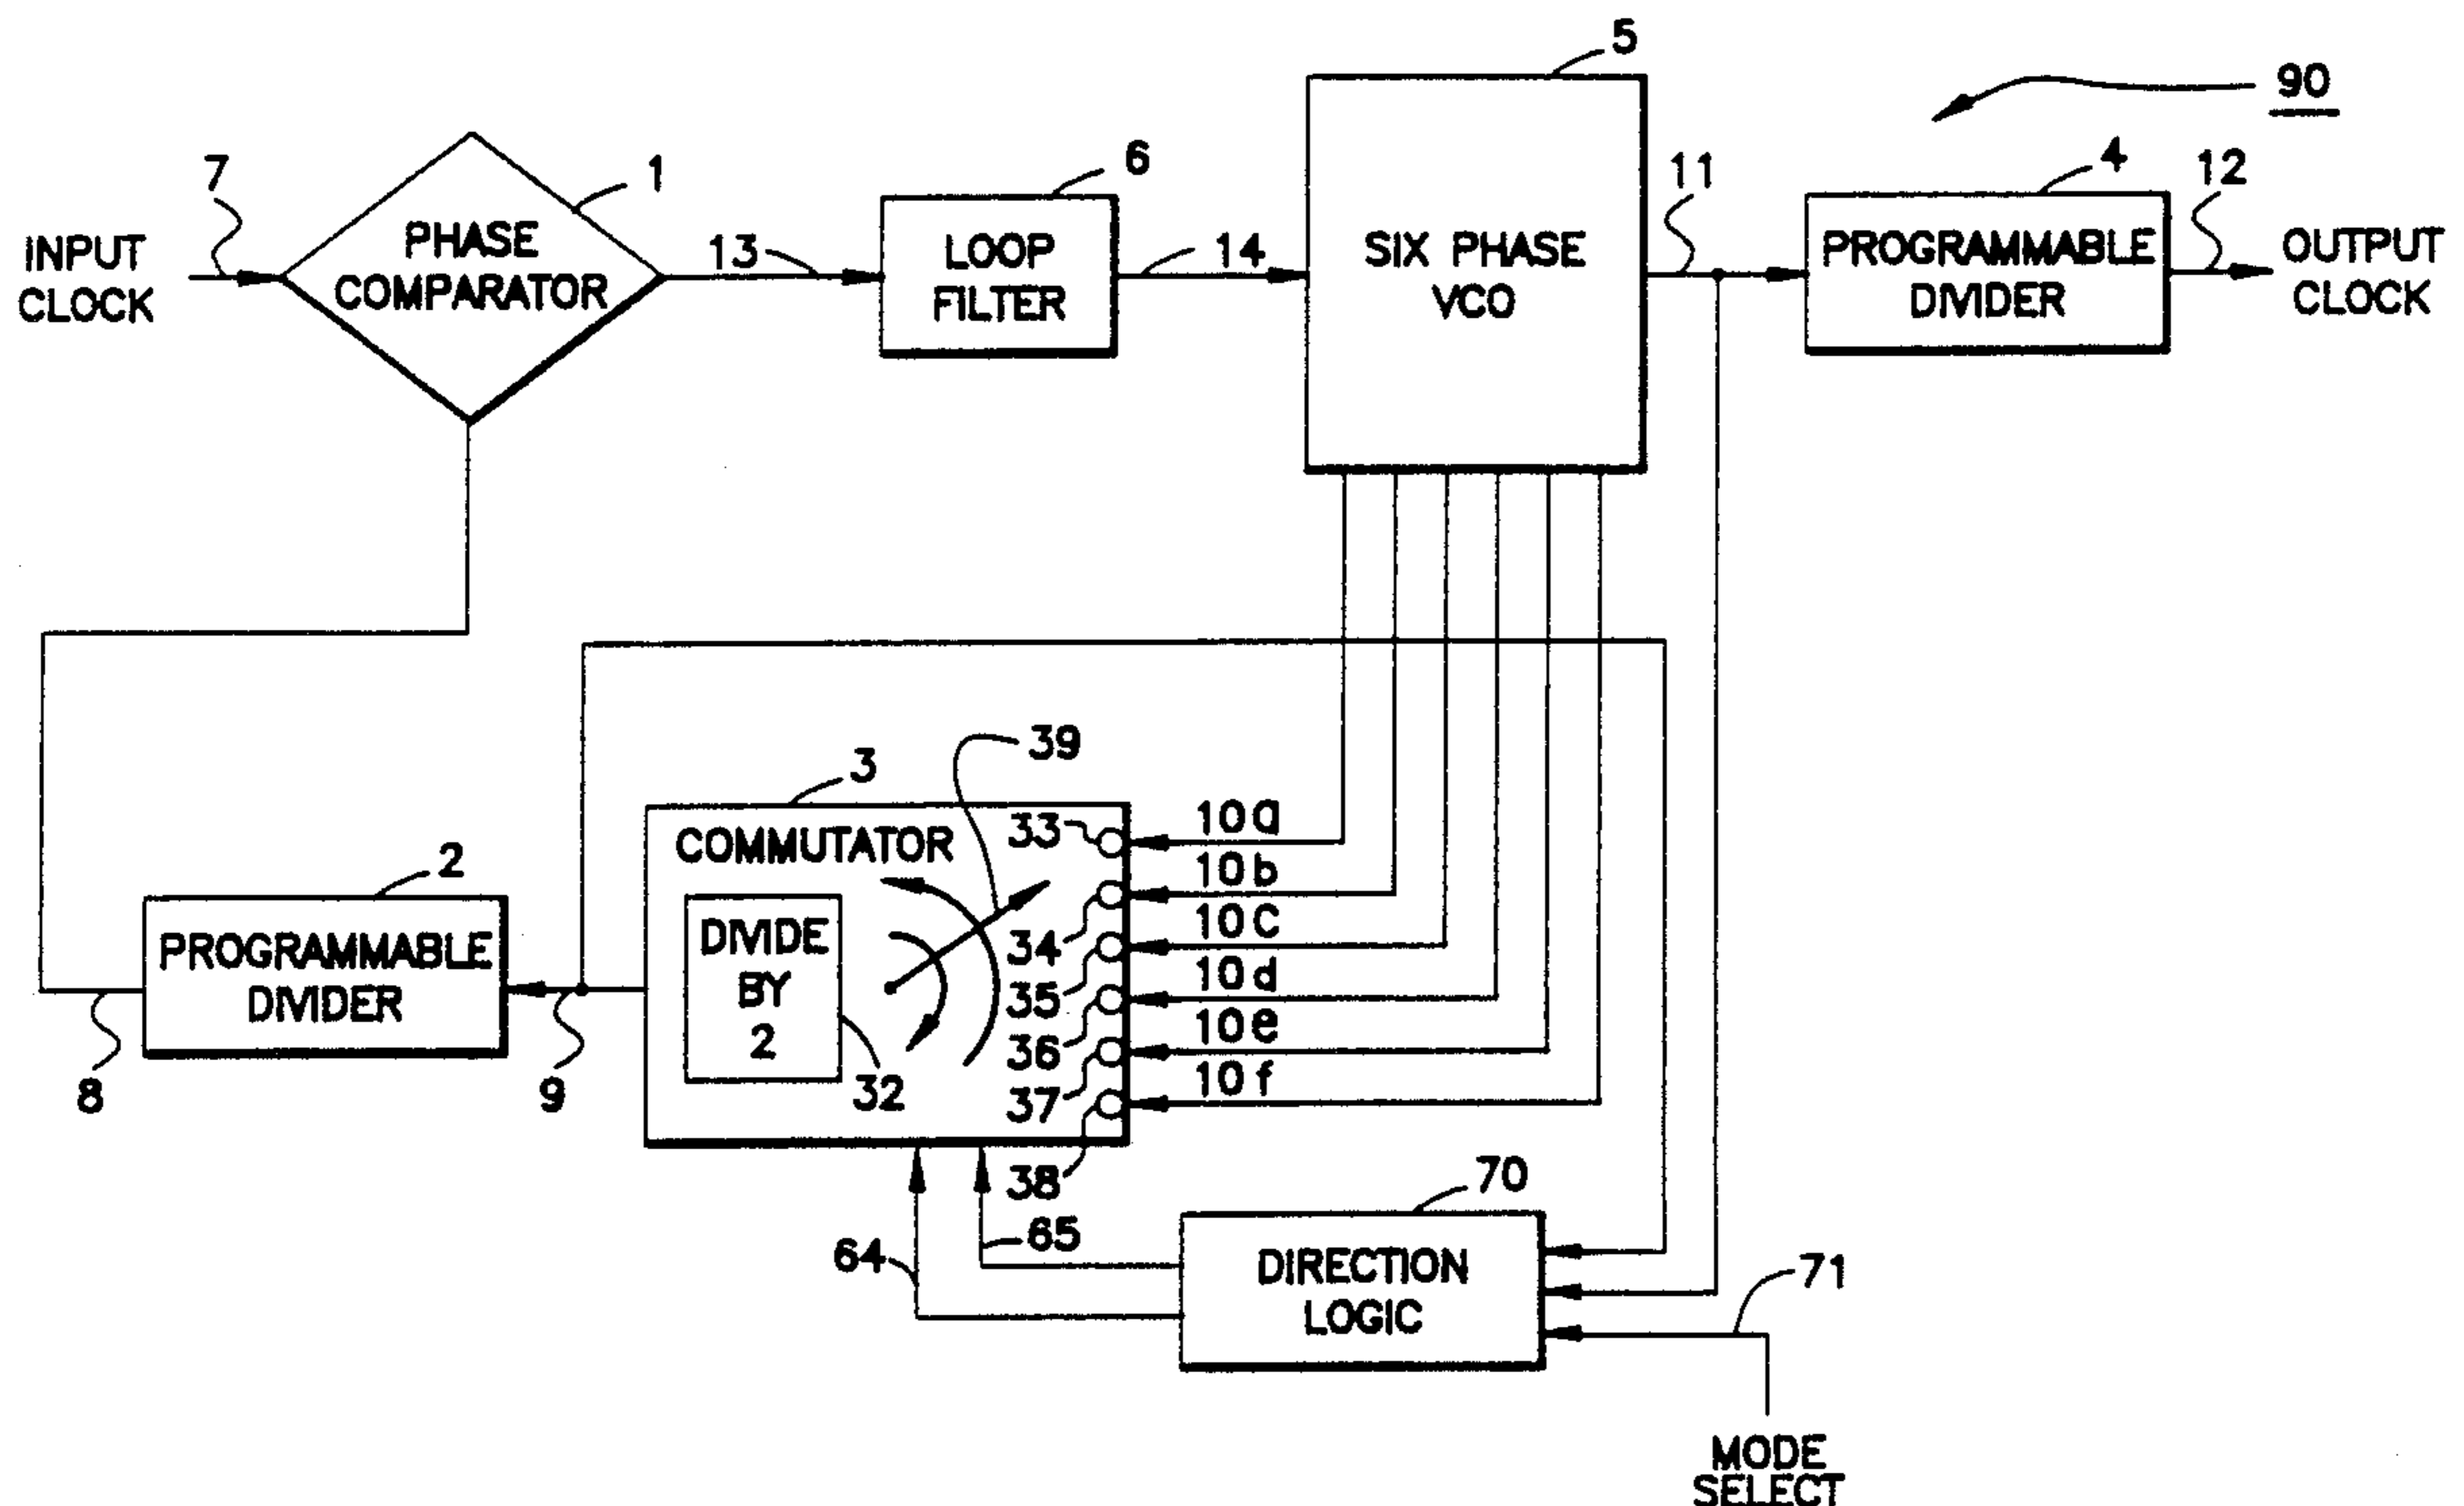 5
90
7
1
6
11
4
12
INPUT
CLOCK
PHASE
COMPARATOR
13
LOOP
FILTER
14
SIX PHASE
VCO
PROGRAMMABLE
DIVIDER
OUTPUT
CLOCK
39
3
COMMUTATOR
33
10a
10b
34
10c
2
PROGRAMMABLE
DIVIDER
DIVIDE
BY
2
35
10d
36
10e
37
10f
8
9
32
38
70
64
65
DIRECTION
LOGIC
71
MODE
SELECT